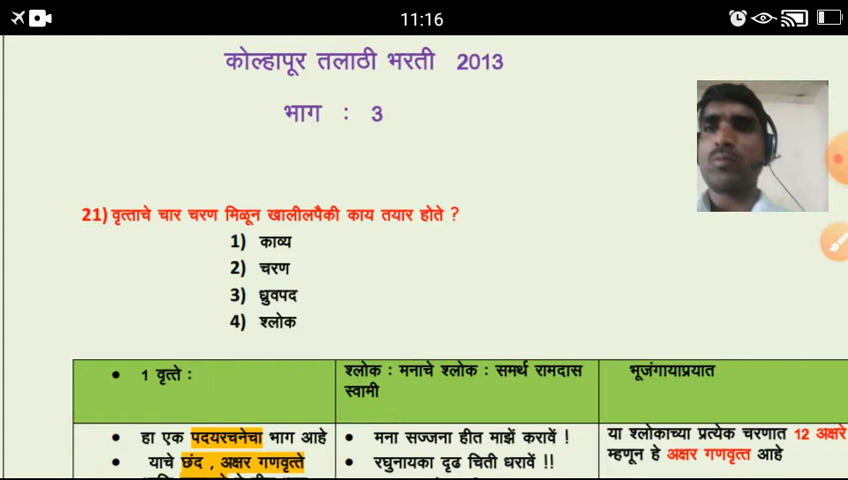 11:16
कोल्हापूर तलाठी भरती 2013
भाग : 3
21) वृत्ताचे चार चरण मिळून खालीलपैकी काय तयार होते ?
1) काव्य
2) चरण
3) ध्रुवपद
4) श्लोक
1 वृत्ते :
श्लोक : मनाचे श्लोक : समर्थ रामदास
स्वामी
भूजंगायाप्रयात
हा एक पदयरचनेचा भाग आहे
याचे छंद , अक्षर गणवृत्ते
मना सज्जना हीत माझें करावें !
रघुनायका दृढ चिती धरावें !!
या श्लोकाच्या प्रत्येक चरणात 12 अक्षरे
म्हणून हे अक्षर गणवृत्त आहे